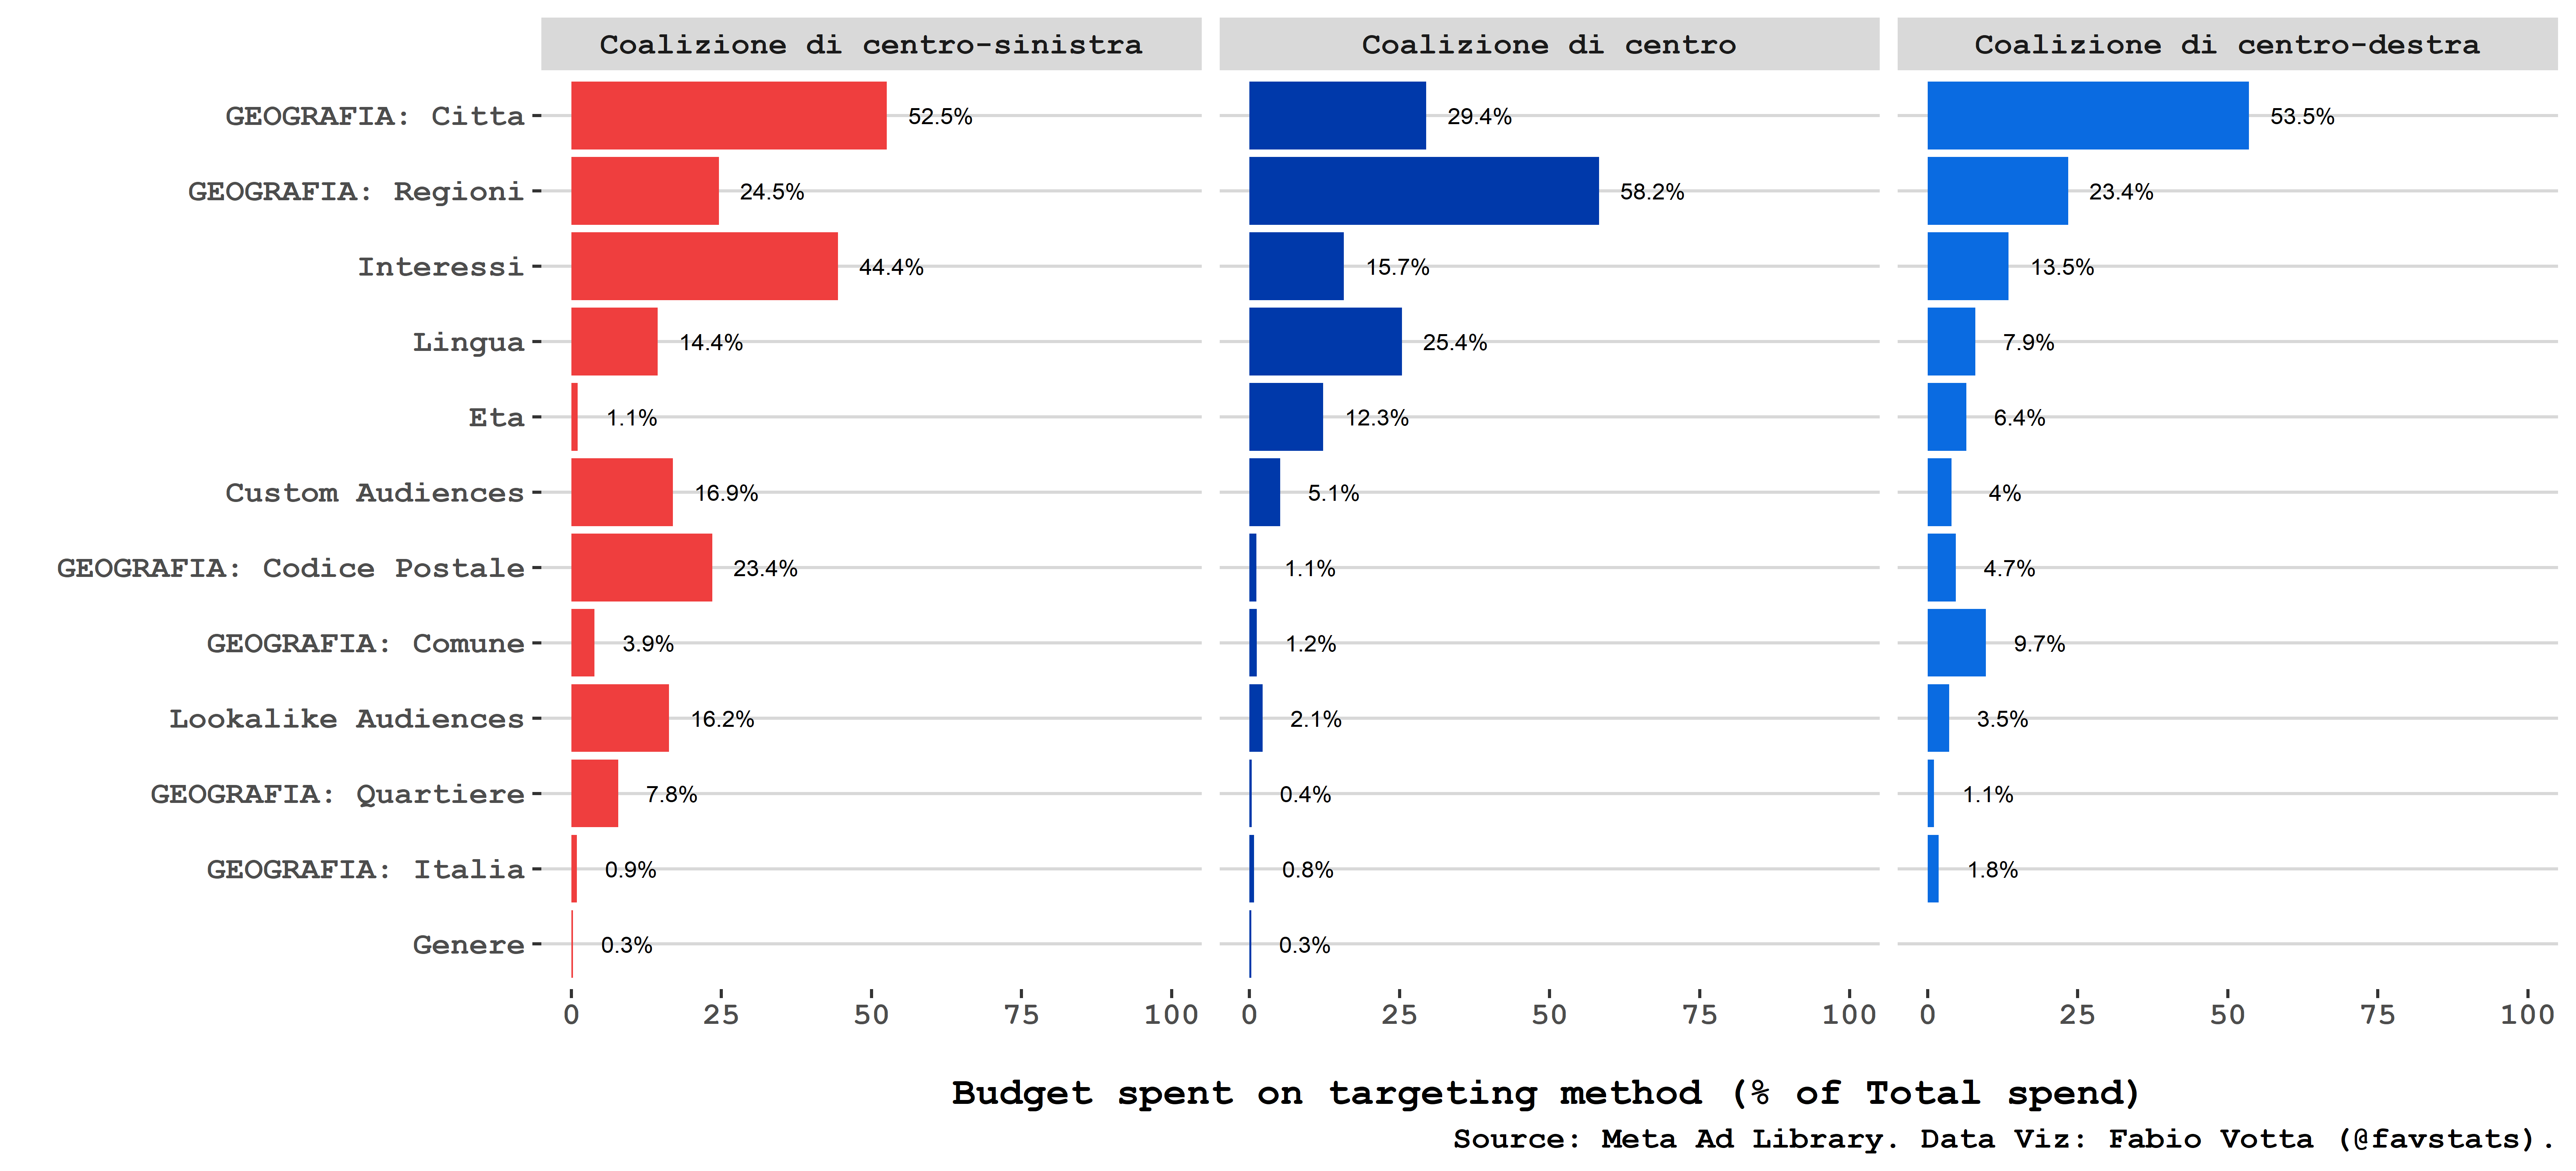 Coalizione di centro-sinistra Coalizione di centro Coalizione di centro-destra
GEOGRAFIA: Citta 52.5% 29.4% 53.5%
GEOGRAFIA: Regioni 24.5% 58.2% 23.4%
Interessi 44.4% 15.7% 13.5%
Lingua 14.4% 25.4% 7.9%
Eta 1.1% 12.3% 6.4%
Custom Audiences 16.9% 5.1% 4%
GEOGRAFIA: Codice Postale 23.4% 1.1% 4.7%
GEOGRAFIA: Comune 3.9% 1.2% 9.7%
Lookalike Audiences 16.2% 2.1% 3.5%
GEOGRAFIA: Quartiere 7.8% 0.4% 1.1%
GEOGRAFIA: Italia 0.9% 0.8% 1.8%
Genere 0.3% 0.3%
0 25 50 75 100 0 25 50 75 100 0 25 50 75 100
Budget spent on targeting method (% of Total spend)
Source: Meta Ad Library. Data Viz: Fabio Votta (@favstats).